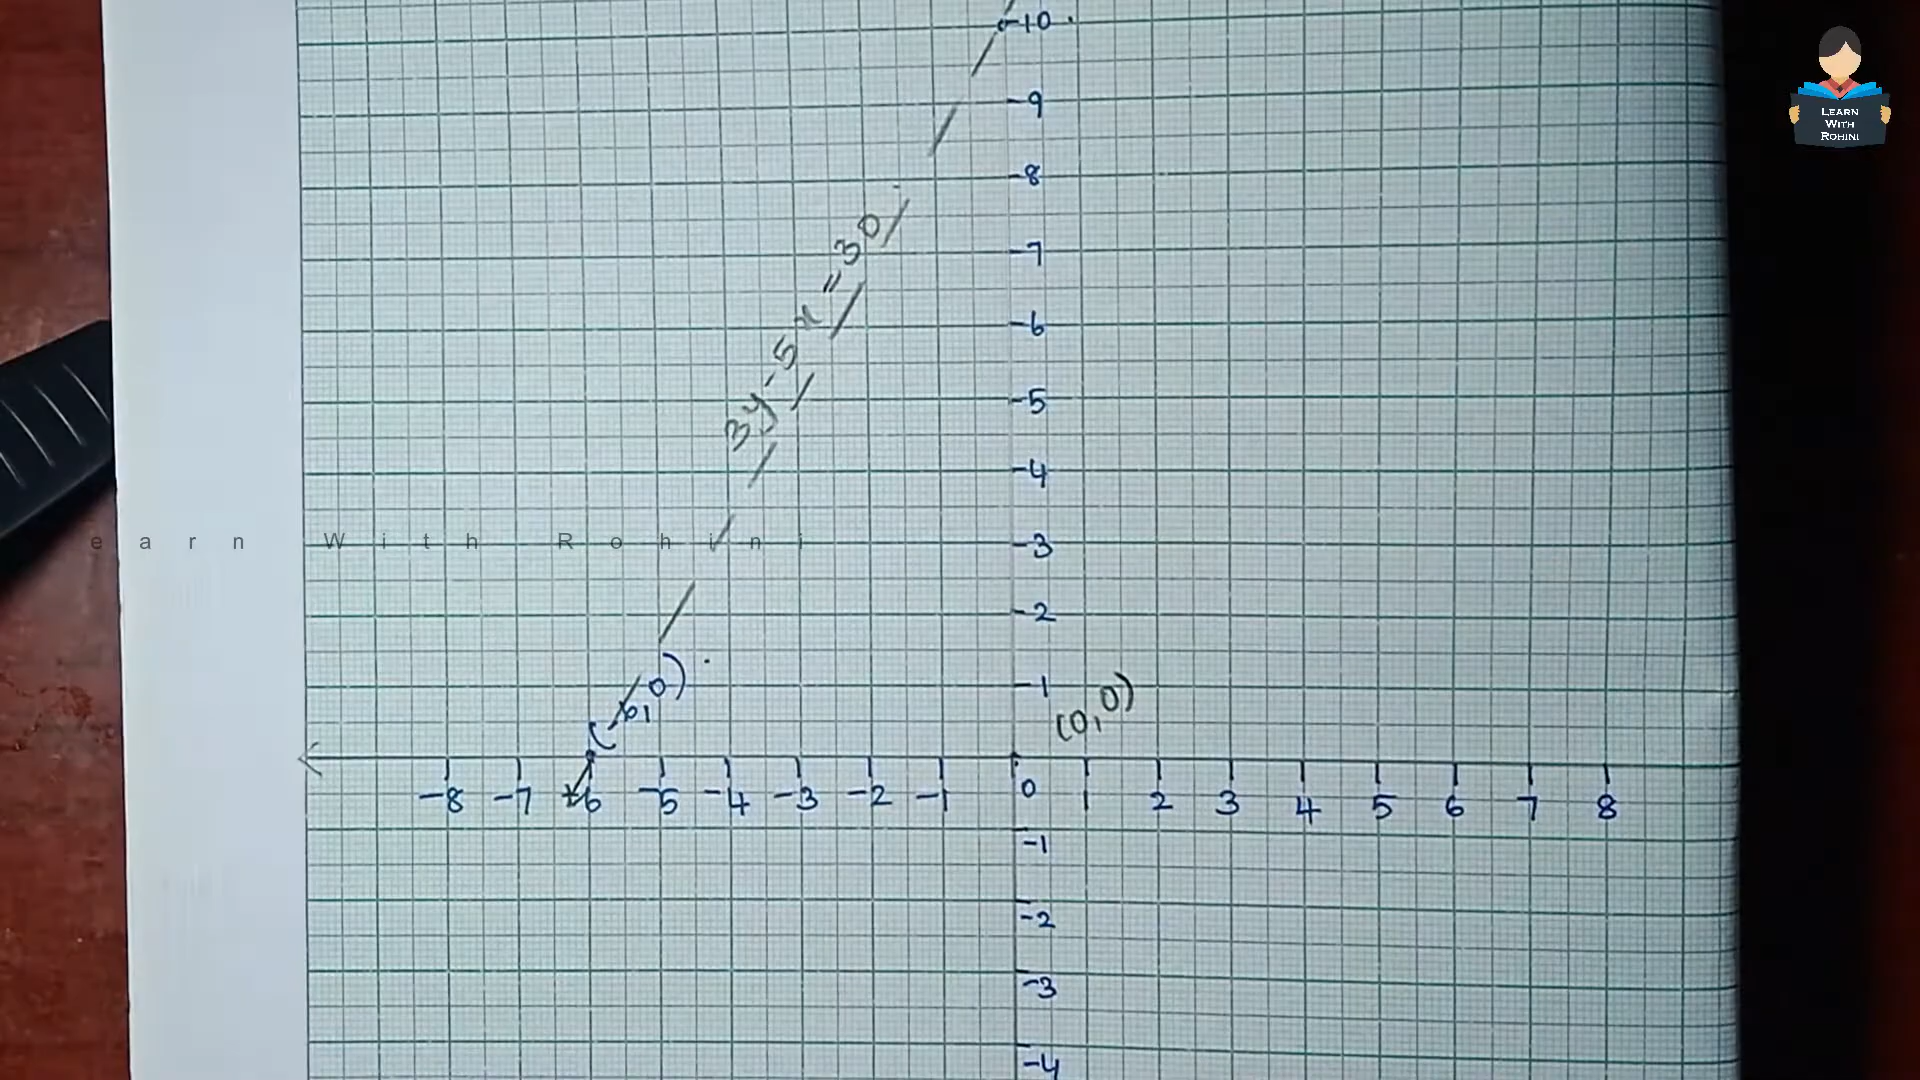 10
LEARN
WITH
ROHINI
9
8
7
6
5
4
3y-5x=30
earn With Rohini
3
2
1
(-6,0)
(0,0)
-8 -7 -6 -5 -4 -3 -2 -1 0 1 2 3 4 5 6 7 8
-1
-2
-3
-4